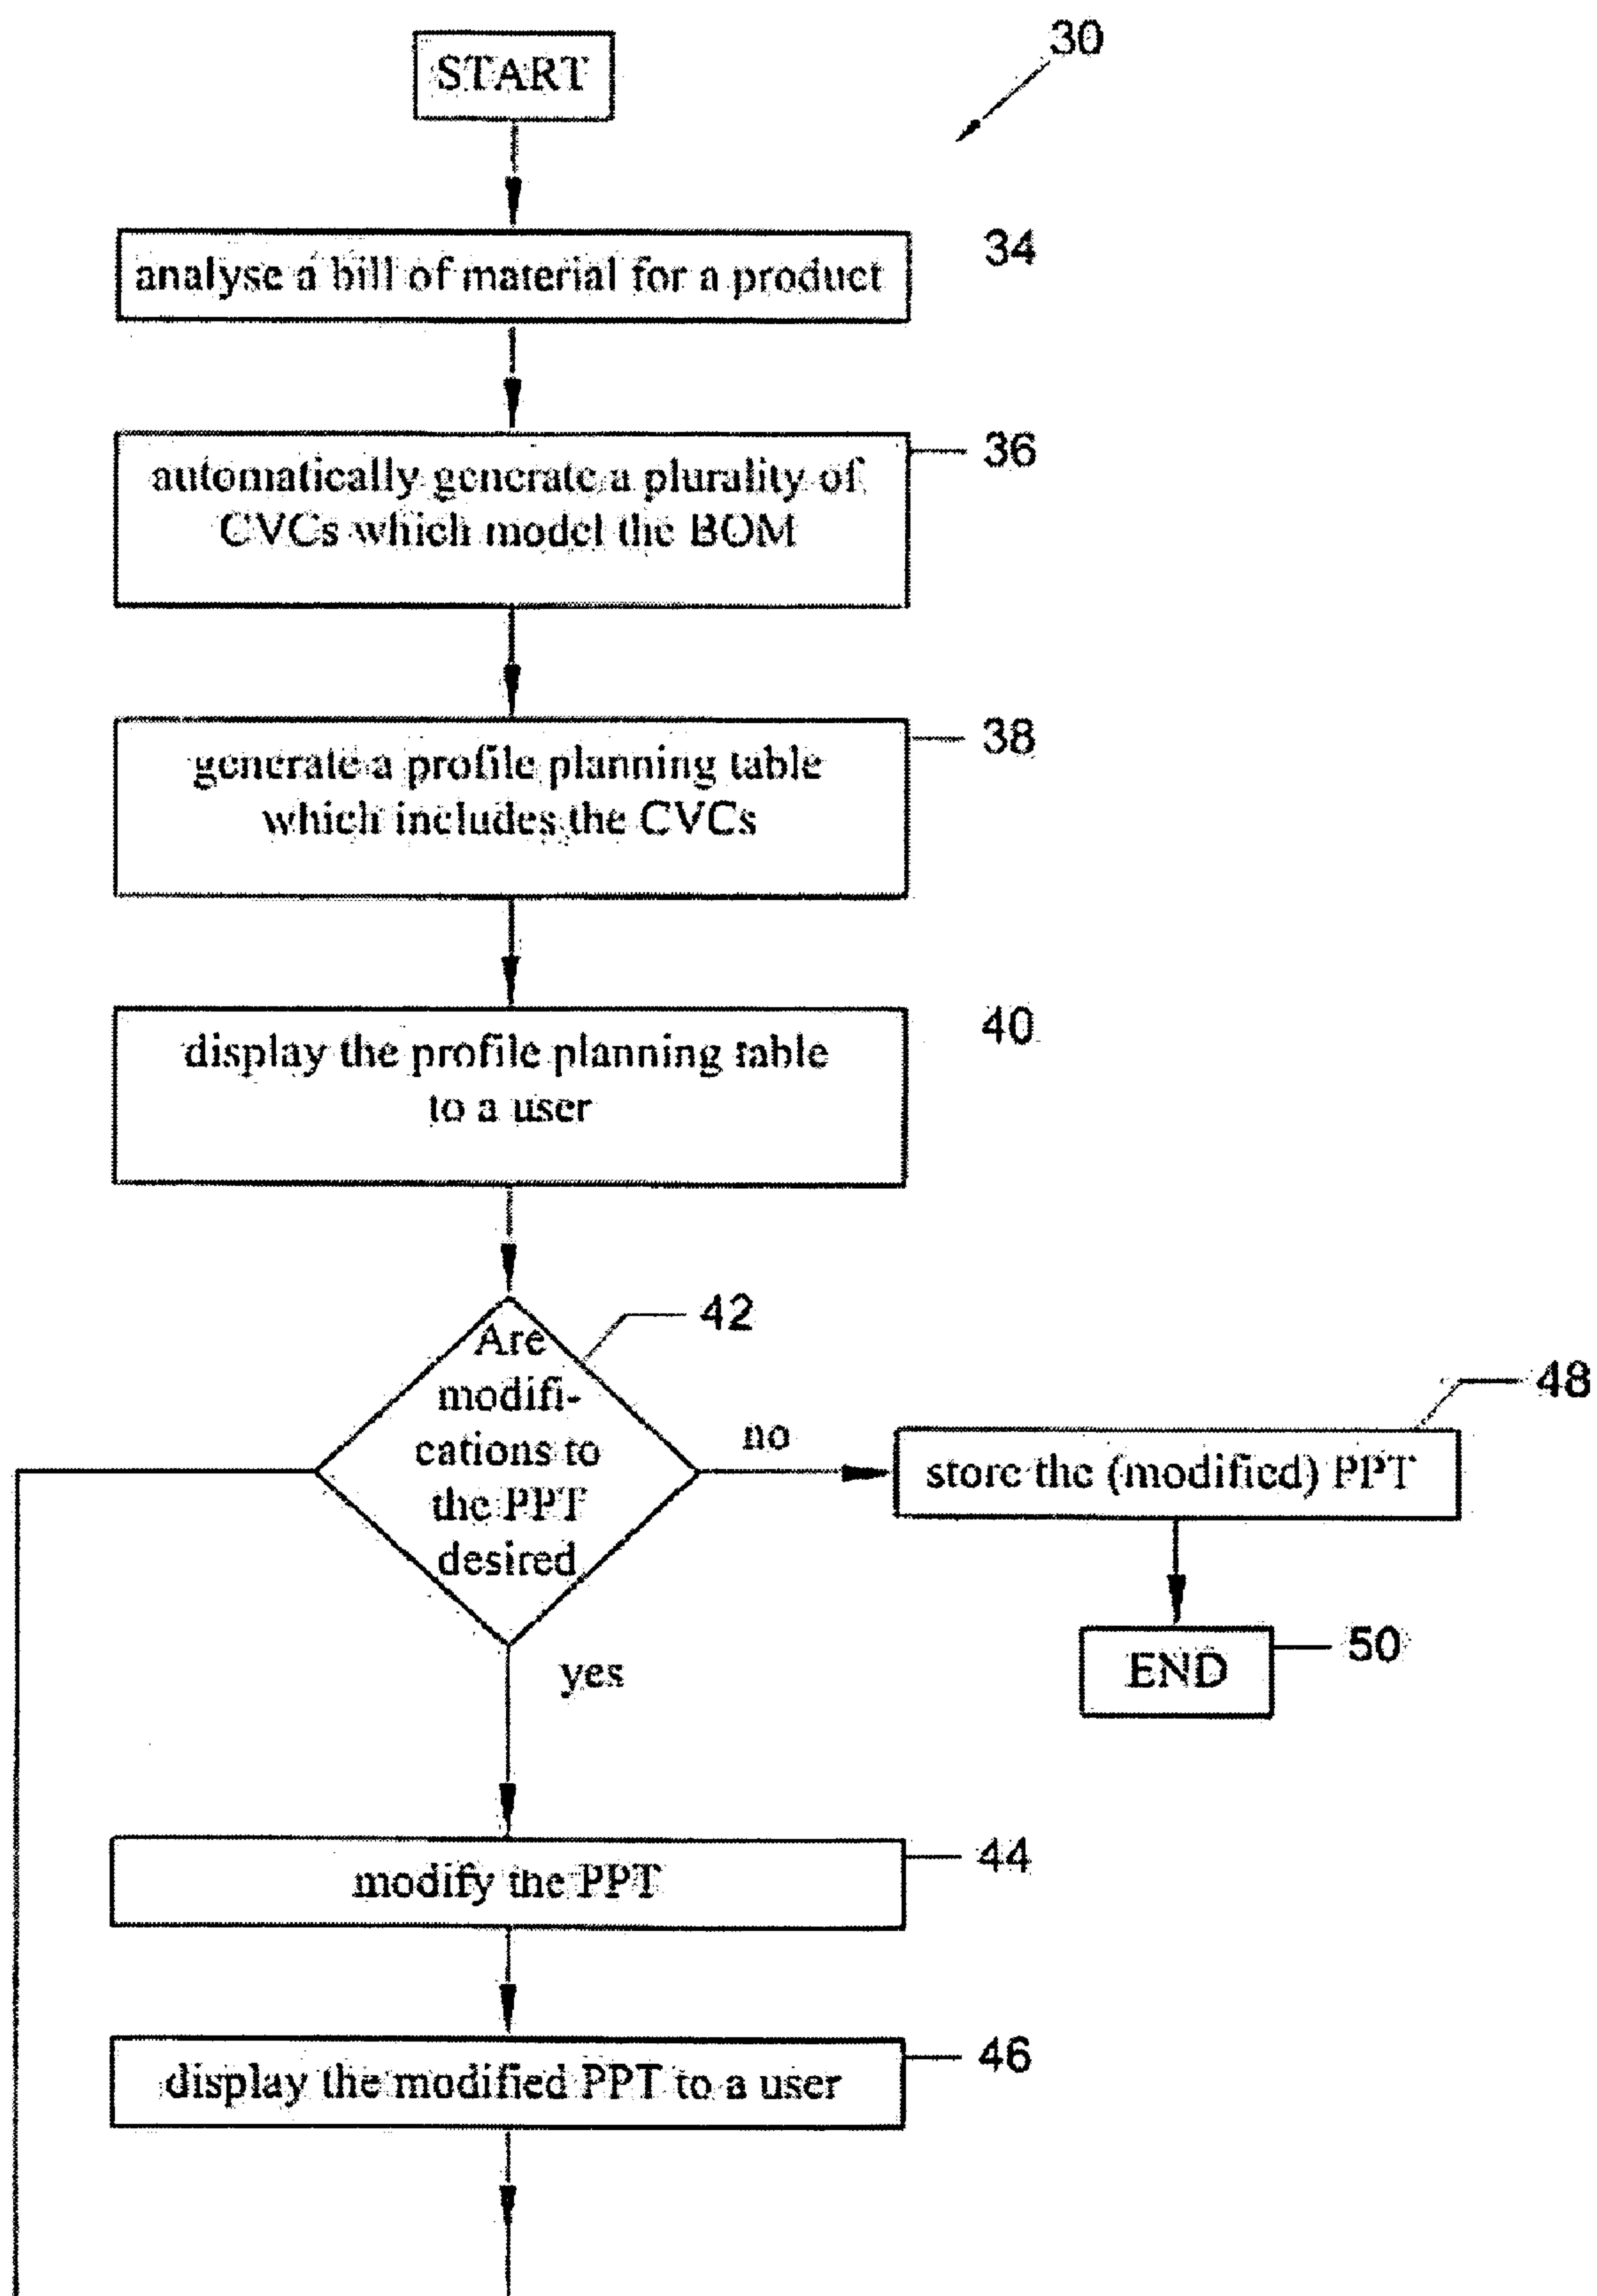 START
30
analyse a bill of material for a product
34
automatically generate a plurality of
CVCs which model the BOM
36
generate a profile planning table
which includes the CVCs
38
display the profile planning table
to a user
40
Are
modifi-
cations to
the PPT
desired
42
no
store the (modified) PPT
48
END
50
yes
modify the PPT
44
display the modified PPT to a user
46